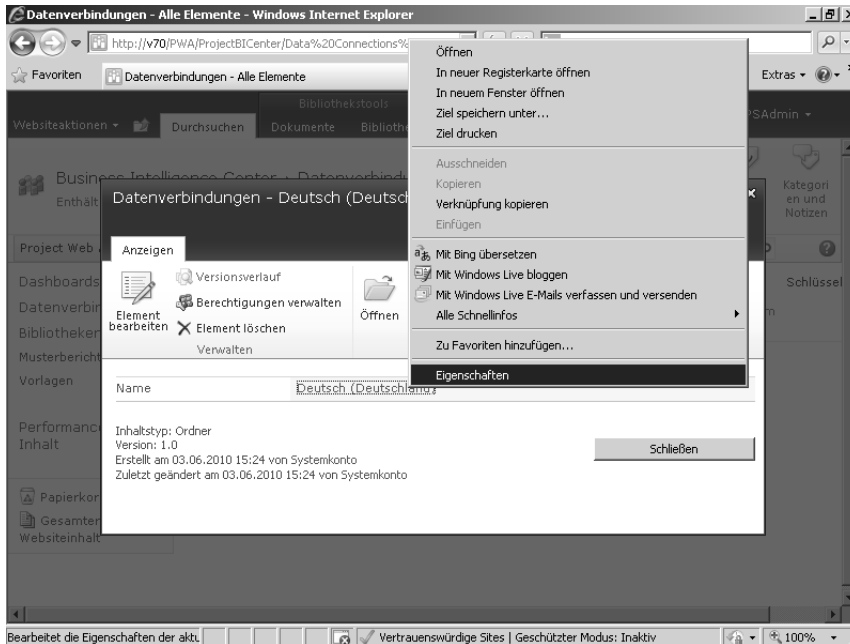 Datenverbindungen - Alle Elemente - Windows Internet Explorer
http://v70/PWA/ProjectBICenter/Data%20Connections%
Favoriten
Datenverbindungen - Alle Elemente
Extras
Bibliothekstools
Websiteaktionen
Durchsuchen
Dokumente
PSAdmin
Business Intelligence Center
Enthält
Kategori
en und
Notizen
Project Web
Dashboards
Bibliotheken
Musterbericht
Vorlagen
Performance
Inhalt
Papierkor
Gesamter
Websiteinhalt
Schlüssel
Datenverbindungen - Deutsch (Deutsch
Anzeigen
Element
bearbeiten
Versionsverlauf
Berechtigungen verwalten
Element löschen
Verwalten
Öffnen
Name
Deutsch (Deutschland)
Inhaltstyp: Ordner
Version: 1.0
Erstellt am 03.06.2010 15:24 von Systemkonto
Zuletzt geändert am 03.06.2010 15:24 von Systemkonto
Schließen
Öffnen
In neuer Registerkarte öffnen
In neuem Fenster öffnen
Ziel speichern unter...
Ziel drucken
Ausschneiden
Kopieren
Verknüpfung kopieren
Einfügen
Mit Bing übersetzen
Mit Windows Live bloggen
Mit Windows Live E-Mails verfassen und versenden
Alle Schnellinfos
Zu Favoriten hinzufügen...
Eigenschaften
Bearbeitet die Eigenschaften der aktu
Vertrauenswürdige Sites | Geschützter Modus: Inaktiv
100%